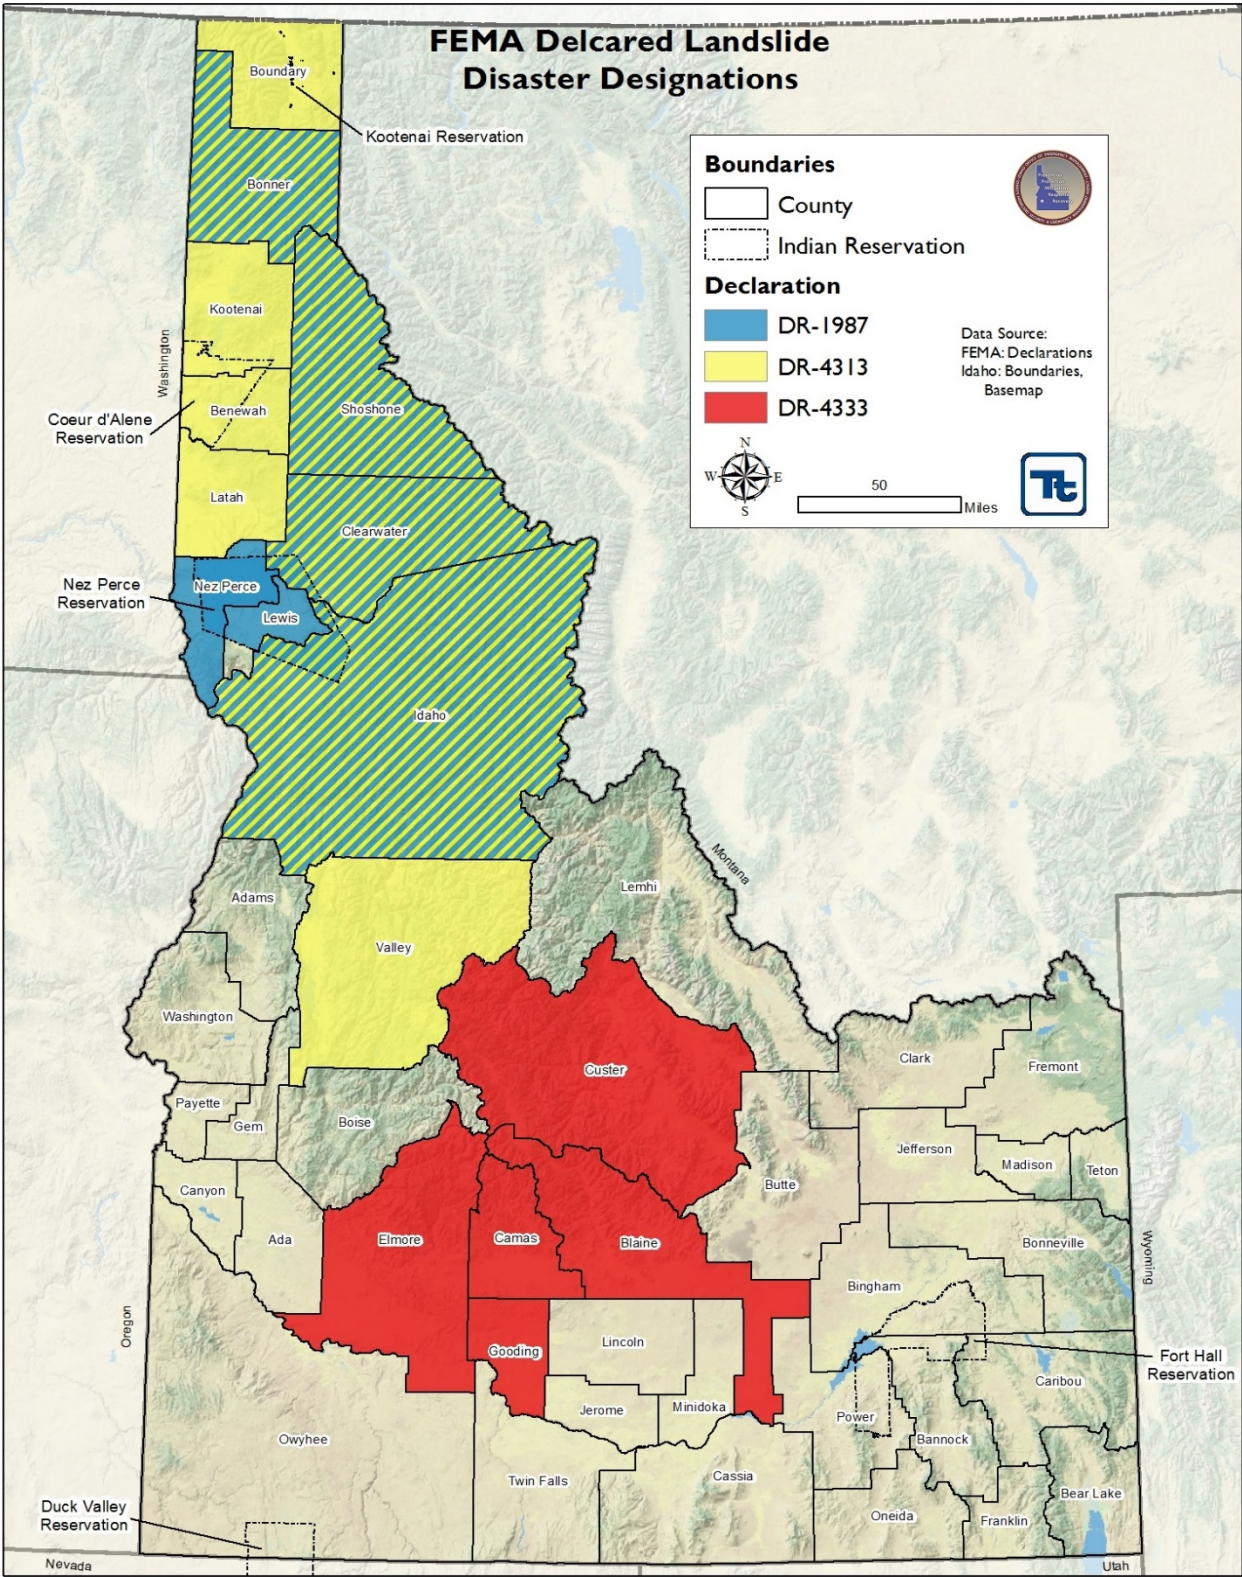 FEMA Delcared Landslide
Disaster Designations
Boundary
Kootenai Reservation
Bonner
Boundaries
County
Indian Reservation
Declaration
DR-1987
DR-4313
DR-4333
Data Source:
FEMA: Declarations
Idaho: Boundaries,
Basemap
N
W
E
S
50
Miles
Tt
Kootenai
Washington
Shoshone
Benewah
Coeur d'Alene
Reservation
Latah
Clearwater
Nez Perce
Reservation
Nez Perce
Lewis
Idaho
Montana
Lemhi
Adams
Valley
Washington
Custer
Clark
Fremont
Payette
Gem
Boise
Jefferson
Madison
Teton
Canyon
Butte
Ada
Elmore
Camas
Blaine
Bonneville
Wyoming
Bingham
Oregon
Gooding
Lincoln
Fort Hall
Reservation
Caribou
Jerome
Minidoka
Power
Owyhee
Bannock
Twin Falls
Cassia
Bear Lake
Oneida
Franklin
Duck Valley
Reservation
Nevada
Utah